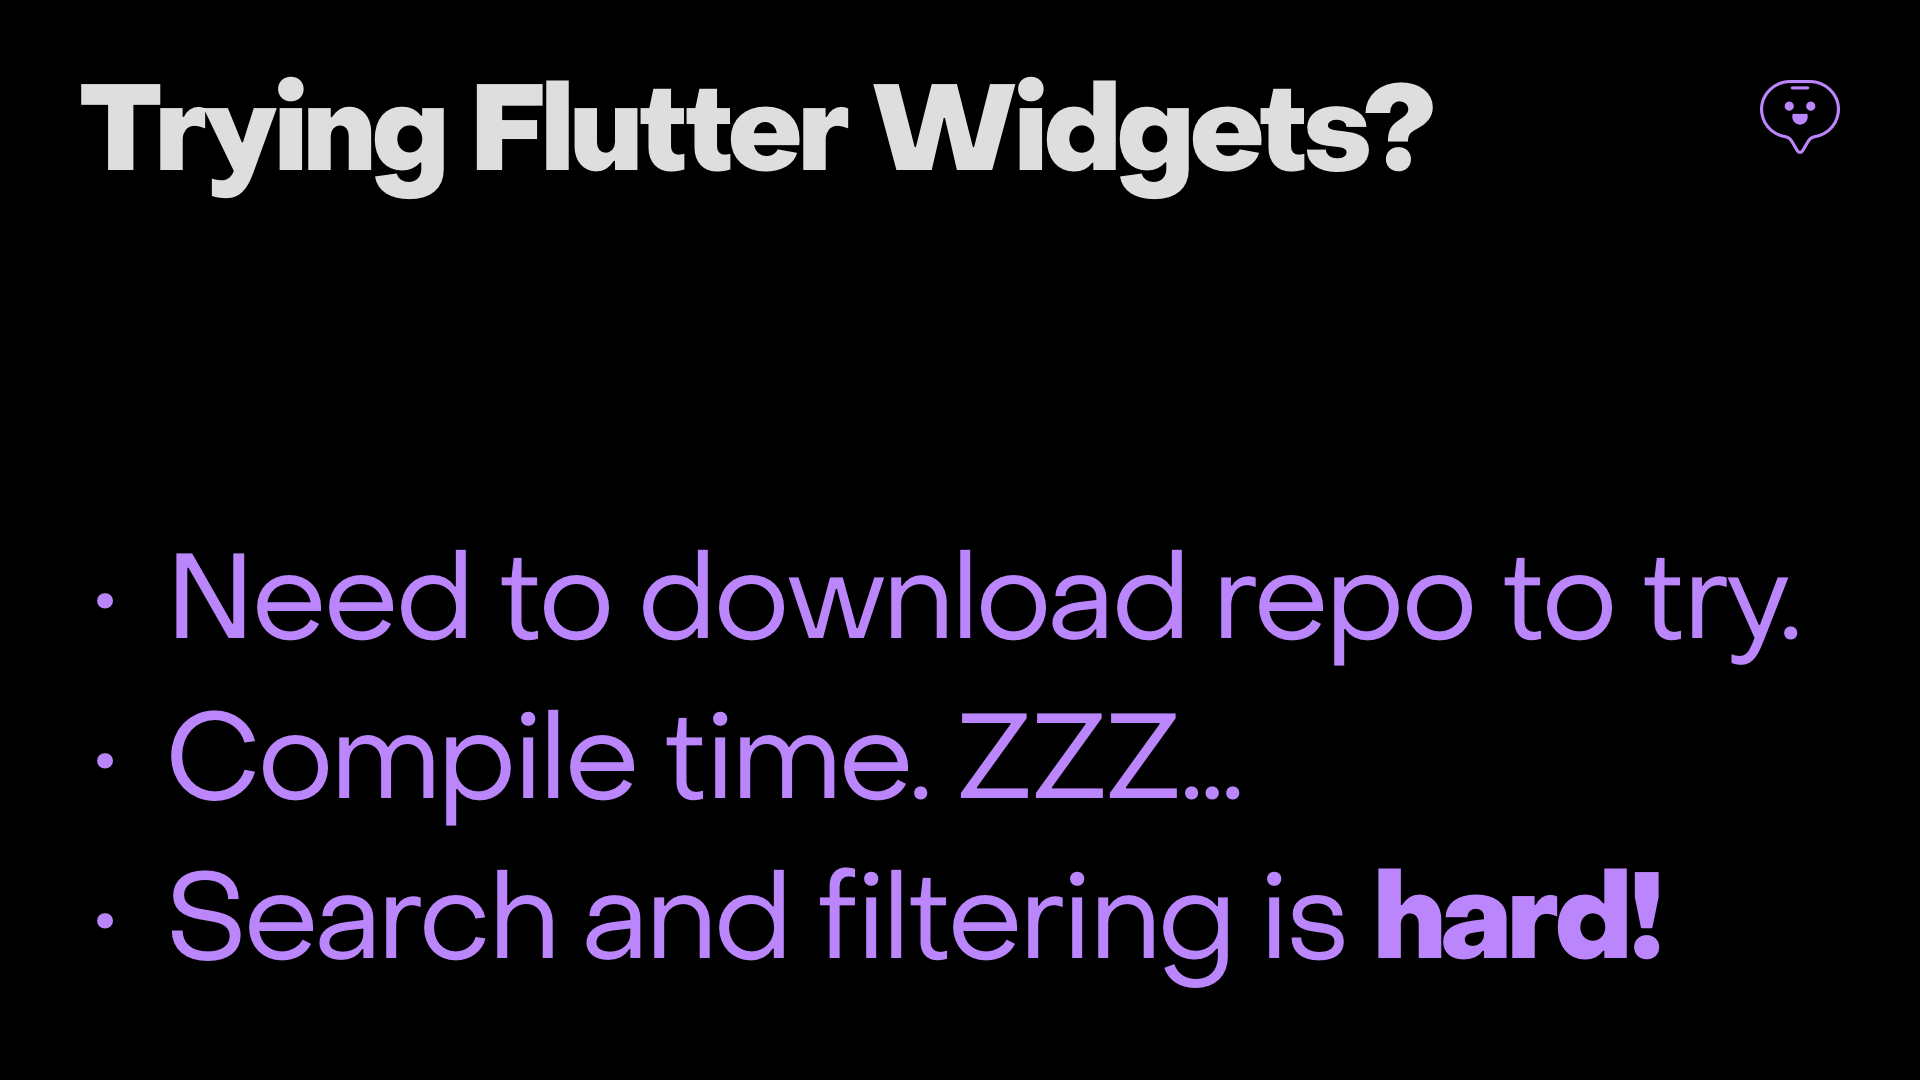 Trying Flutter Widgets?
• Need to download repo to try.
• Compile time. ZZZ...
• Search and filtering is hard!